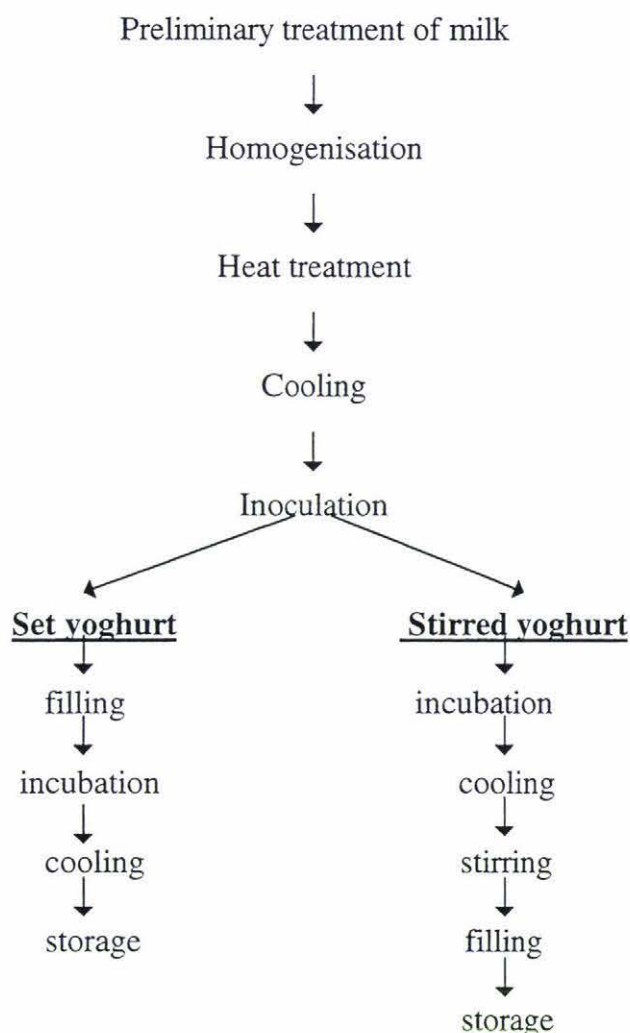 Preliminary treatment of milk
Homogenisation
Heat treatment
Cooling
Inoculation
Set yoghurt
filling
incubation
cooling
storage
Stirred yoghurt
incubation
cooling
stirring
filling
storage